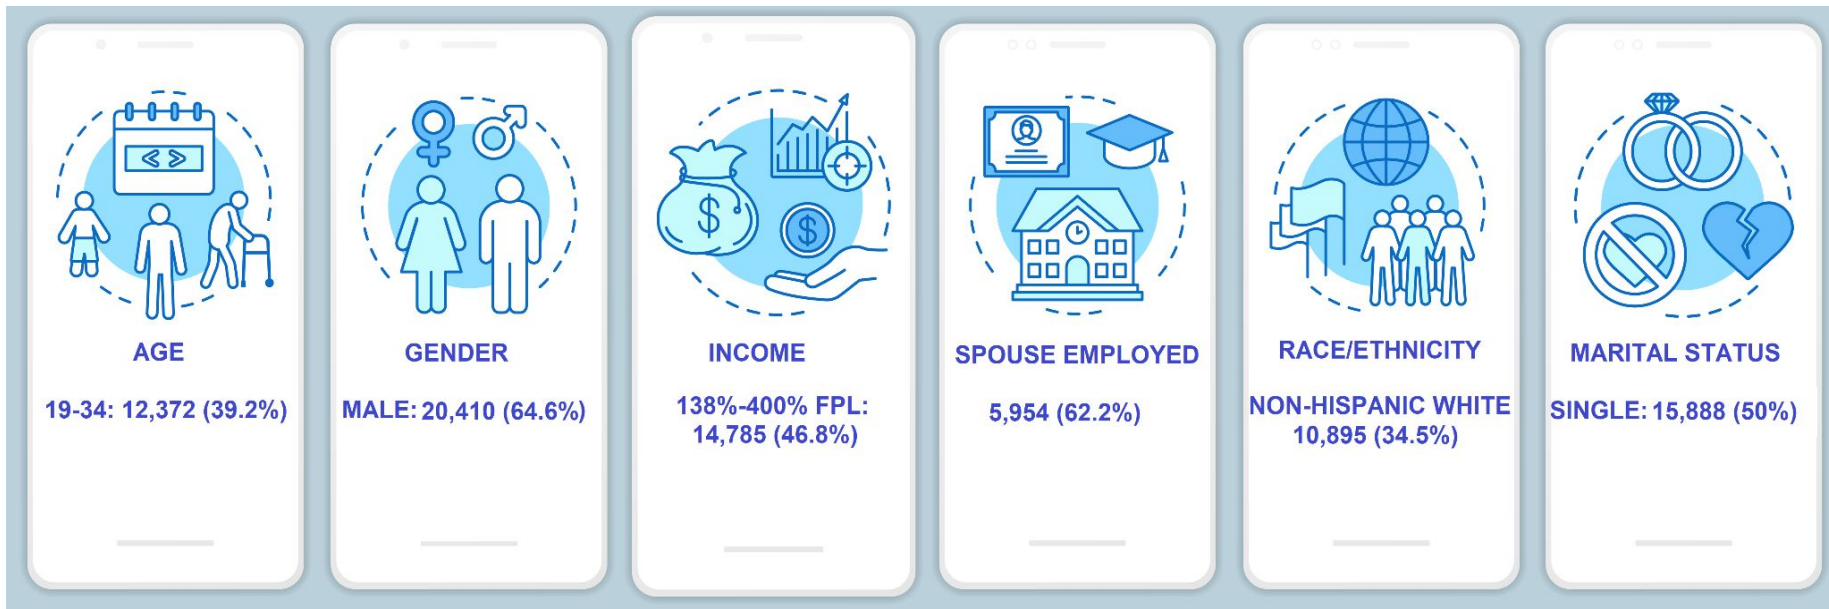 AGE
19-34: 12,372 (39.2%)
GENDER
MALE: 20,410 (64.6%)
$
$
INCOME
138%-400% FPL:
14,785 (46.8%)
SPOUSE EMPLOYED
5,954 (62.2%)
RACE/ETHNICITY
NON-HISPANIC WHITE
10,895 (34.5%)
MARITAL STATUS
SINGLE: 15,888 (50%)